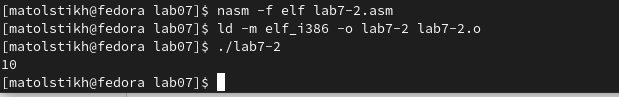 [matolstikh@fedora lab07]$ nasm -f elf lab7-2.asm
[matolstikh@fedora lab07]$ ld -m elf_i386 -o lab7-2 lab7-2.o
[matolstikh@fedora lab07]$ ./lab7-2
10
[matolstikh@fedora lab07]$